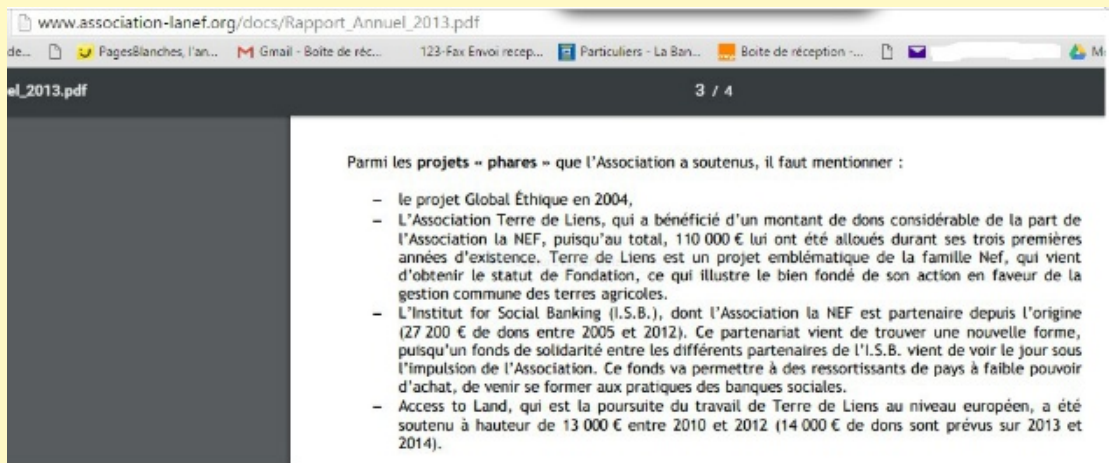 www.association-lanef.org/docs/Rapport_Annuel_2013.pdf
de... PagesBlanches, l'an... Gmail - Boîte de réc... 123-Fax Envoi recep... Particuliers - La Ban... Boite de réception -...
el_2013.pdf 3 / 4
Parmi les projets « phares » que l'Association a soutenus, il faut mentionner :
– le projet Global Éthique en 2004,
– L'Association Terre de Liens, qui a bénéficié d'un montant de dons considérable de la part de
l'Association la NEF, puisqu'au total, 110 000 € lui ont été alloués durant ses trois premières
années d'existence. Terre de Liens est un projet emblématique de la famille Nef, qui vient
d'obtenir le statut de Fondation, ce qui illustre le bien fondé de son action en faveur de la
gestion commune des terres agricoles.
– L'Institut for Social Banking (I.S.B.), dont l'Association la NEF est partenaire depuis l'origine
(27 200 € de dons entre 2005 et 2012). Ce partenariat vient de trouver une nouvelle forme,
puisqu'un fonds de solidarité entre les différents partenaires de l'I.S.B. vient de voir le jour sous
l'impulsion de l'Association. Ce fonds va permettre à des ressortissants de pays à faible pouvoir
d'achat, de venir se former aux pratiques des banques sociales.
– Access to Land, qui est la poursuite du travail de Terre de Liens au niveau européen, a été
soutenu à hauteur de 13 000 € entre 2010 et 2012 (14 000 € de dons sont prévus sur 2013 et
2014).